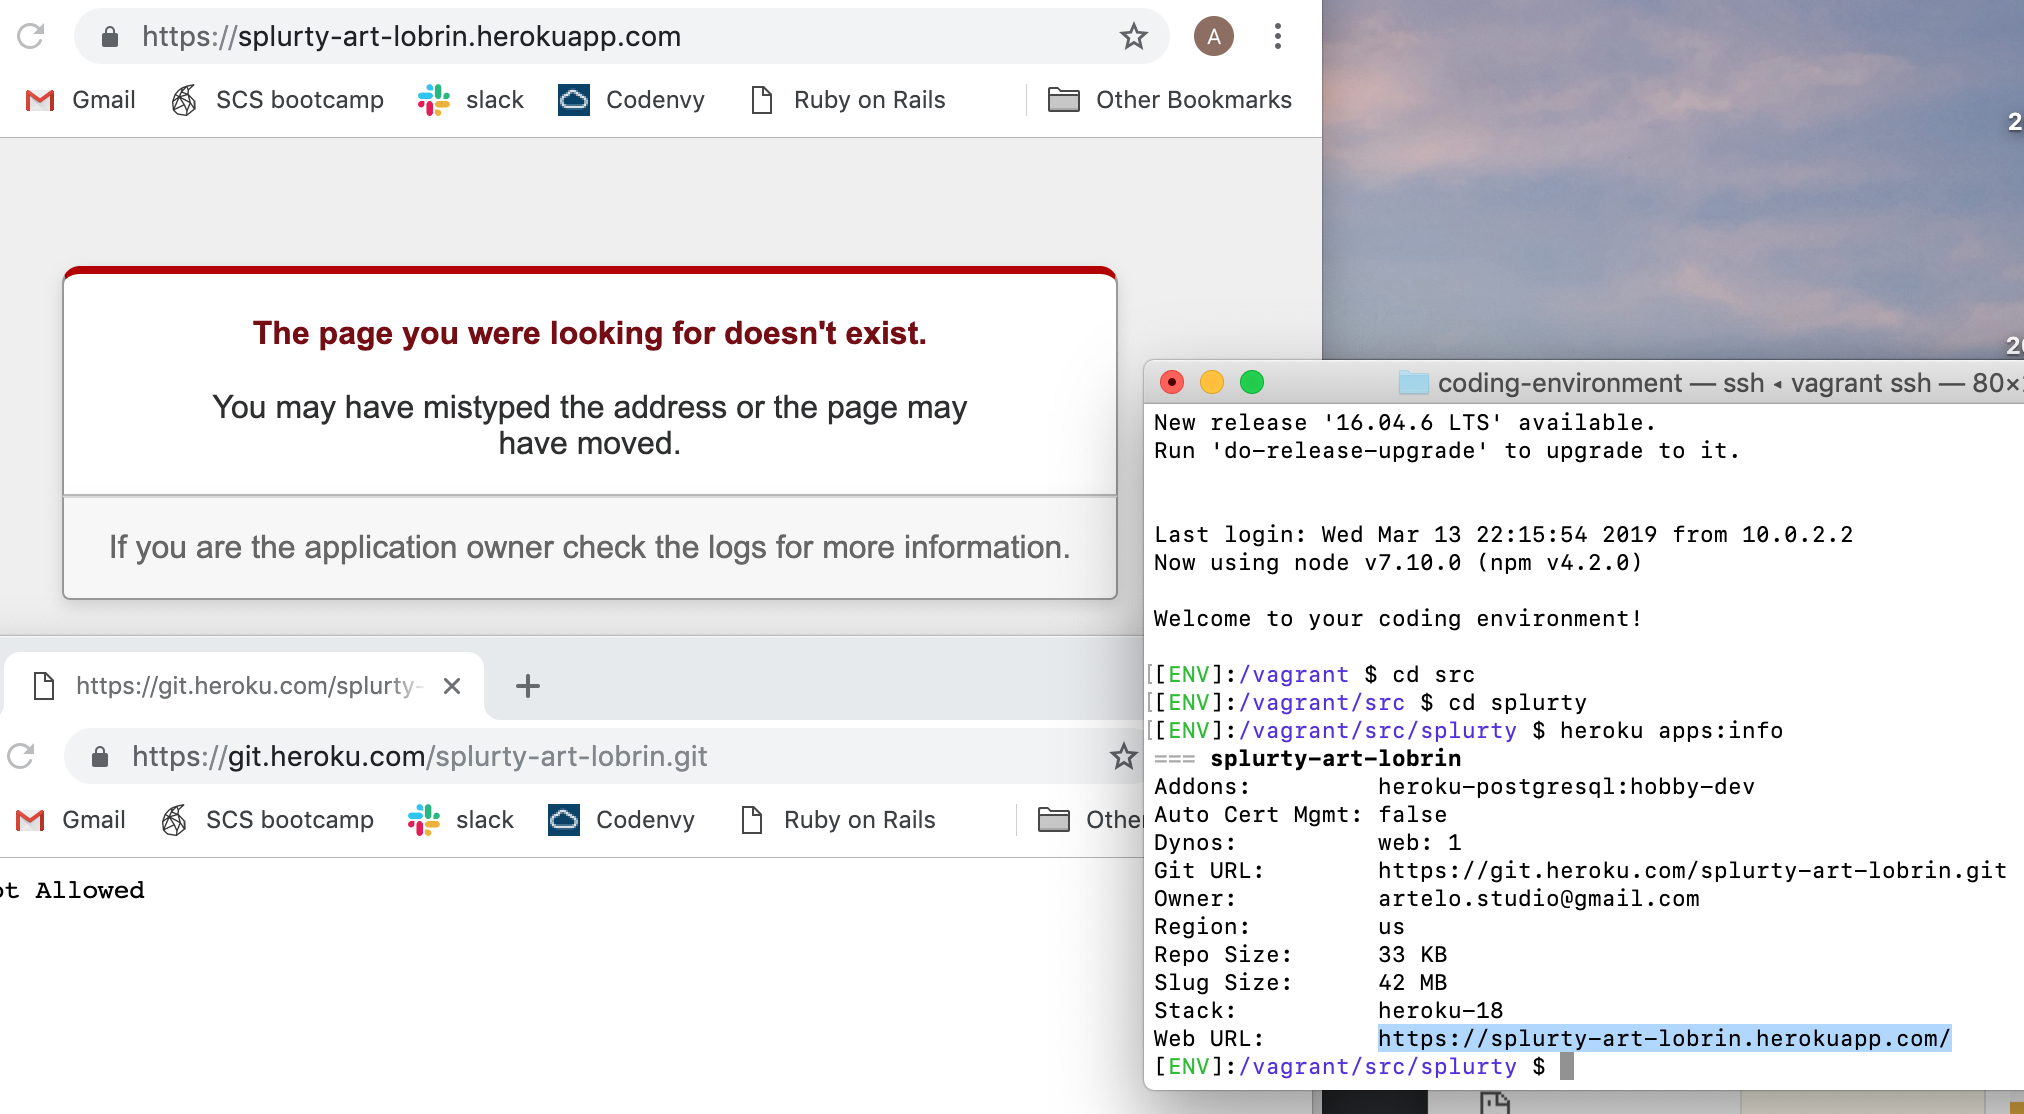 https://splurty-art-lobrin.herokuapp.com
A
Gmail
SCS bootcamp
slack
Codenvy
Ruby on Rails
Other Bookmarks
The page you were looking for doesn't exist.
You may have mistyped the address or the page may
have moved.
If you are the application owner check the logs for more information.
https://git.heroku.com/splurty-
https://git.heroku.com/splurty-art-lobrin.git
Gmail
SCS bootcamp
slack
Codenvy
Ruby on Rails
Allowed
coding-environment — ssh ◂ vagrant ssh — 80×
New release '16.04.6 LTS' available.
Run 'do-release-upgrade' to upgrade to it.
Last login: Wed Mar 13 22:15:54 2019 from 10.0.2.2
Now using node v7.10.0 (npm v4.2.0)
Welcome to your coding environment!
[[ENV]:/vagrant $ cd src
[[ENV]:/vagrant/src $ cd splurty
[[ENV]:/vagrant/src/splurty $ heroku apps:info
=== splurty-art-lobrin
Addons: heroku-postgresql:hobby-dev
Auto Cert Mgmt: false
Dynos: web: 1
Git URL: https://git.heroku.com/splurty-art-lobrin.git
Owner: artelo.studio@gmail.com
Region: us
Repo Size: 33 KB
Slug Size: 42 MB
Stack: heroku-18
Web URL: https://splurty-art-lobrin.herokuapp.com/
[ENV]:/vagrant/src/splurty $